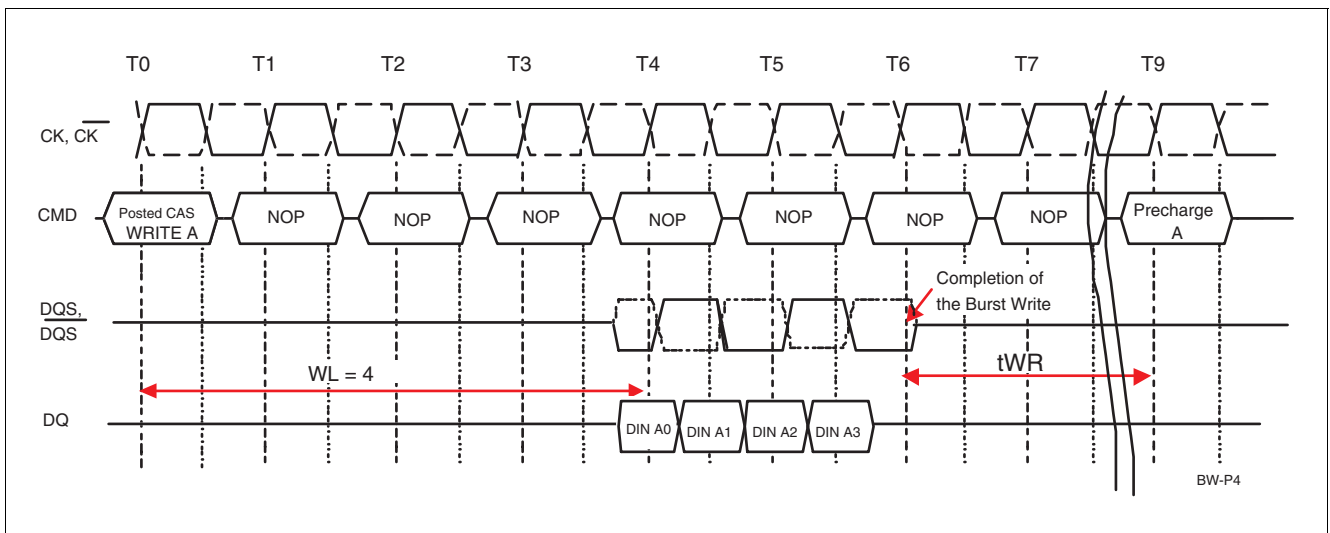 T0 T1 T2 T3 T4 T5 T6 T7 T9
CK, CK
CMD
Posted CAS
WRITE A
NOP NOP NOP NOP NOP NOP NOP
Precharge
A
Completion of
the Burst Write
DQS,
DQS
WL = 4
tWR
DQ
DIN A0 DIN A1 DIN A2 DIN A3
BW-P4